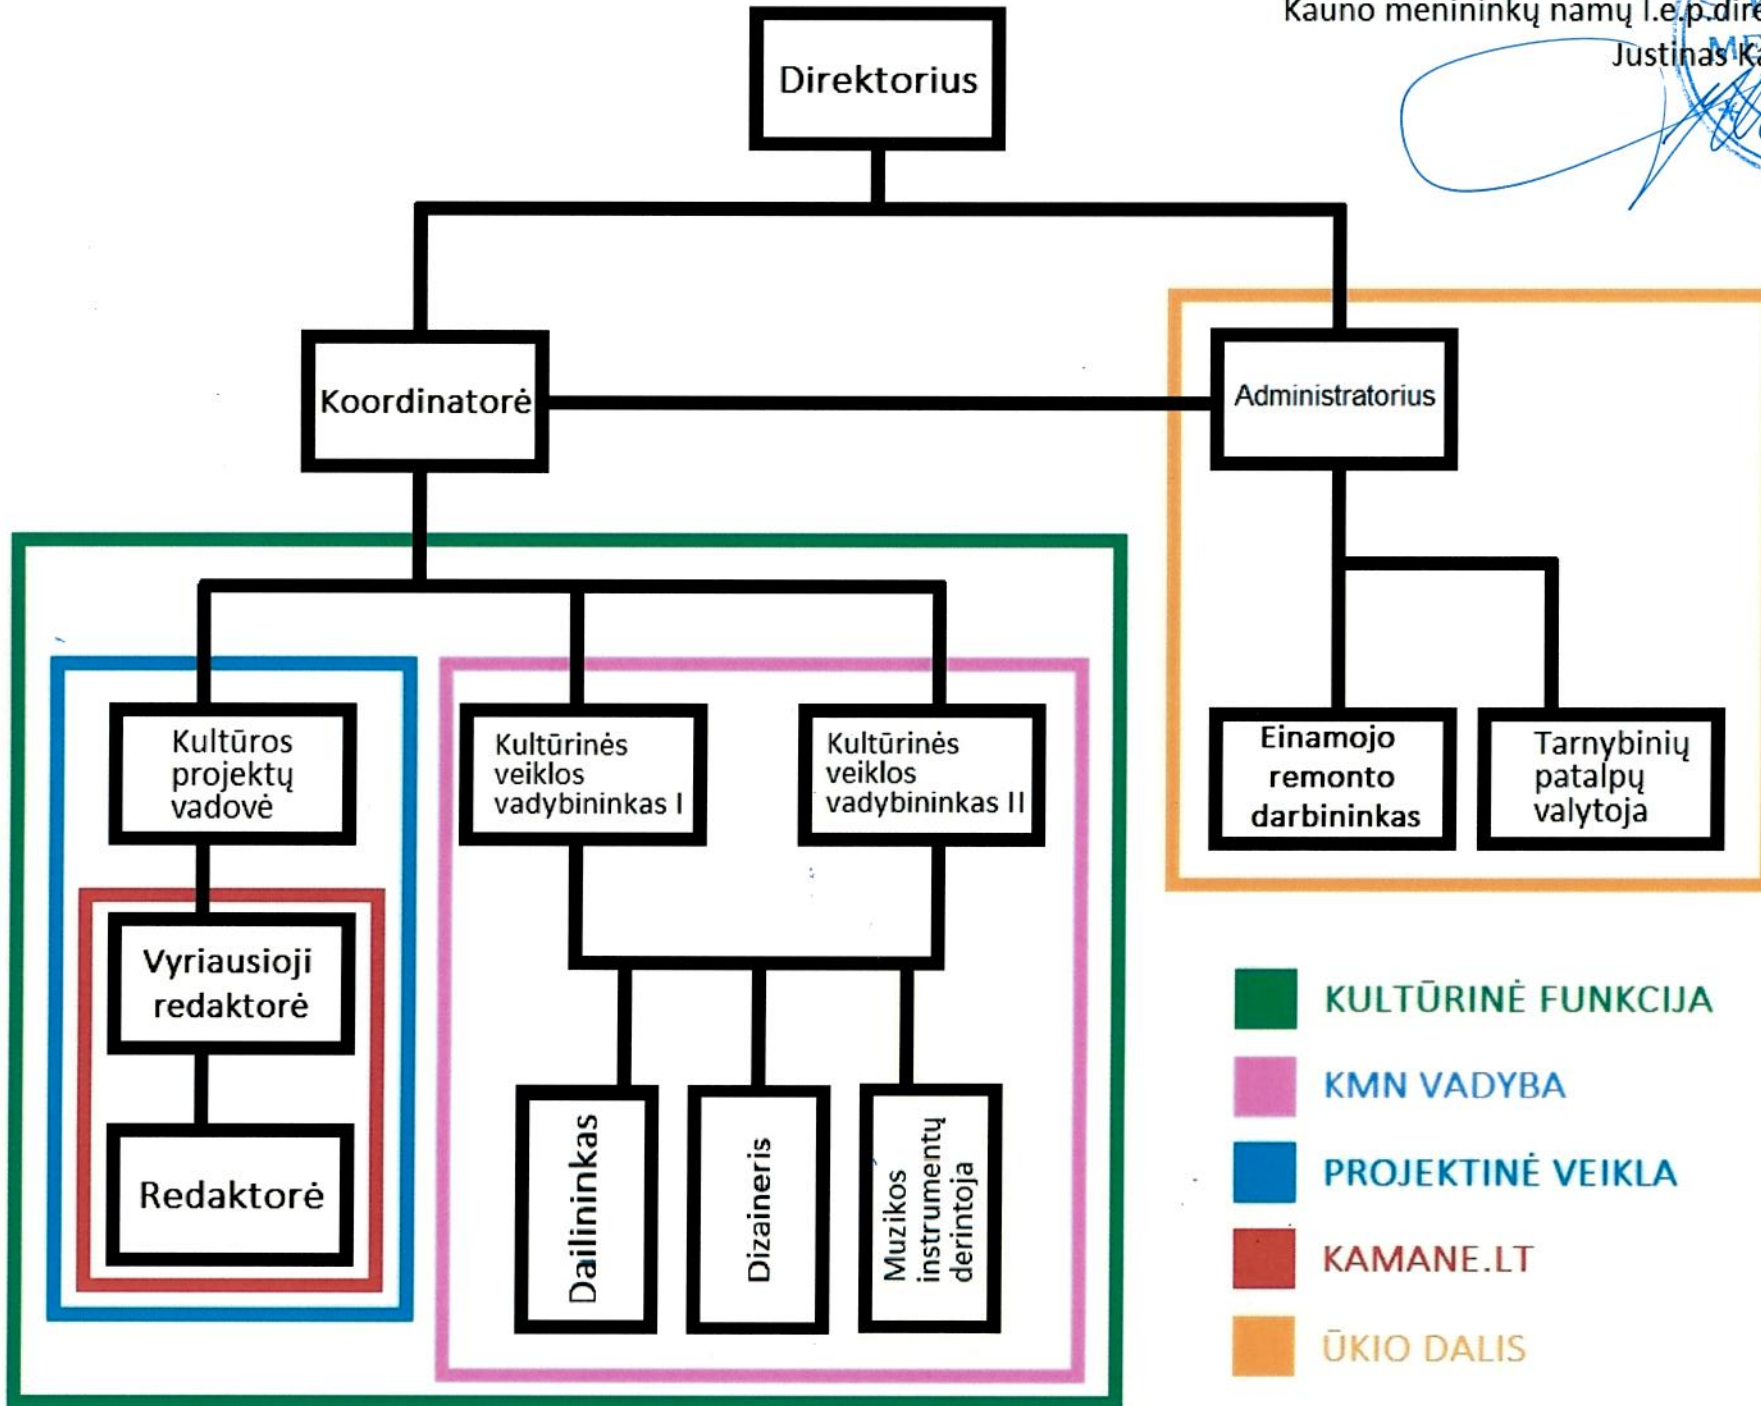 Kauno menininkų namų l.e.p.dire
Justinas Ka
Direktorius
Koordinatorė
Administratorius
Kultūros
projektų
vadovė
Kultūrinės
veiklos
vadybininkas I
Kultūrinės
veiklos
vadybininkas II
Einamojo
remonto
darbininkas
Tarnybinių
patalpų
valytoja
Vyriausioji
redaktorė
Redaktorė
Dailininkas
Dizaineris
Muzikos
instrumentų
derintoja
KULTŪRINĖ FUNKCIJA
KMN VADYBA
PROJEKTINĖ VEIKLA
KAMANE.LT
ŪKIO DALIS